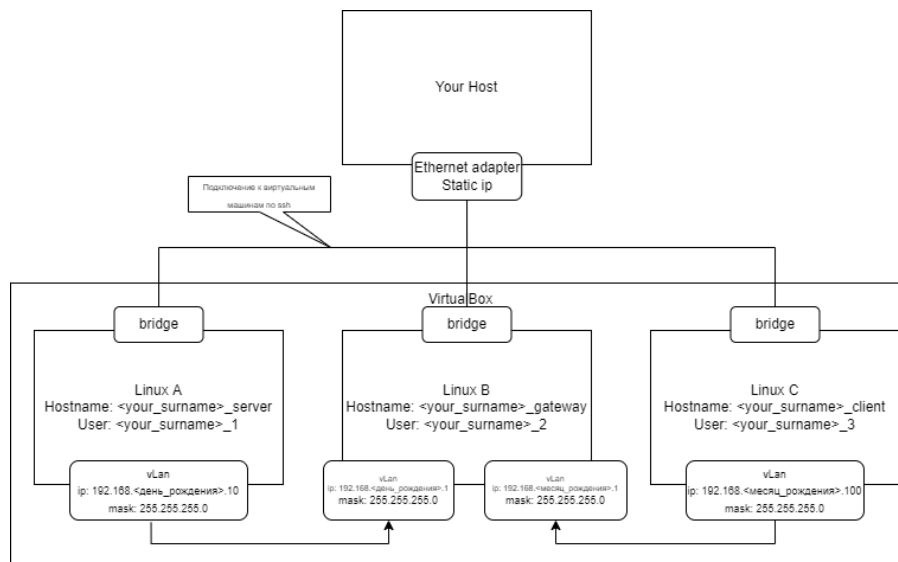 Your Host
Ethernet adapter
Static ip
Подключение к виртуальным
машинам по ssh
VirtuaBox
bridge
bridge
bridge
Linux A
Hostname: <your_surname>_server
User: <your_surname>_1
Linux B
Hostname: <your_surname>_gateway
User: <your_surname>_2
Linux C
Hostname: <your_surname>_client
User: <your_surname>_3
vLan
ip: 192.168.<день_рождения>.10
mask: 255.255.255.0
vLan
ip: 192.168.<день_рождения>.1
mask: 255.255.255.0
vLan
ip: 192.168.<месяц_рождения>.1
mask: 255.255.255.0
vLan
ip: 192.168.<месяц_рождения>.100
mask: 255.255.255.0